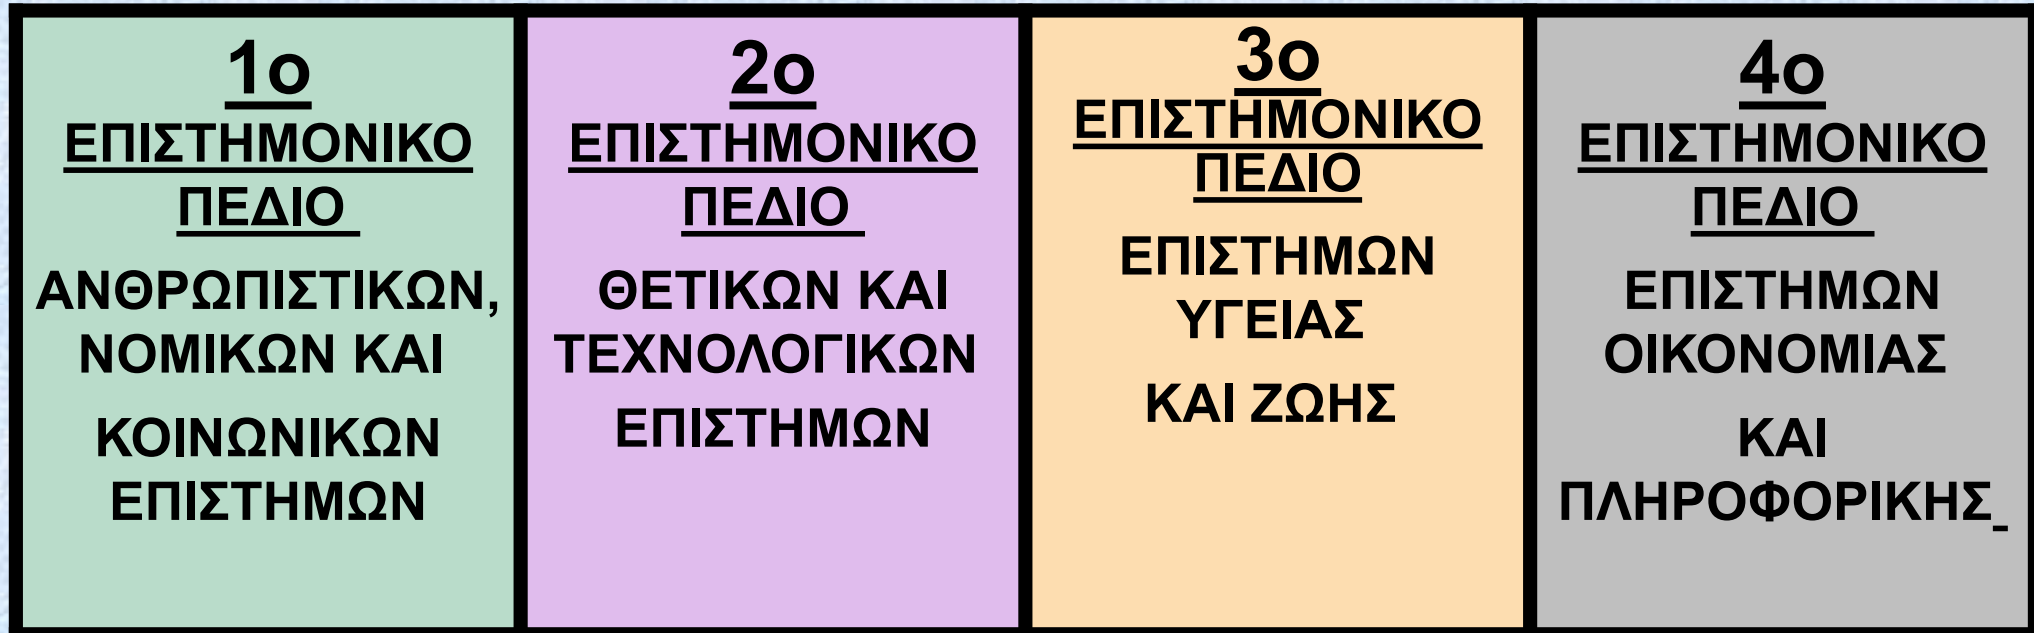 1ο
ΕΠΙΣΤΗΜΟΝΙΚΟ
ΠΕΔΙΟ
ΑΝΘΡΩΠΙΣΤΙΚΩΝ,
ΝΟΜΙΚΩΝ ΚΑΙ
ΚΟΙΝΩΝΙΚΩΝ
ΕΠΙΣΤΗΜΩΝ
2ο
ΕΠΙΣΤΗΜΟΝΙΚΟ
ΠΕΔΙΟ
ΘΕΤΙΚΩΝ ΚΑΙ
ΤΕΧΝΟΛΟΓΙΚΩΝ
ΕΠΙΣΤΗΜΩΝ
3ο
ΕΠΙΣΤΗΜΟΝΙΚΟ
ΠΕΔΙΟ
ΕΠΙΣΤΗΜΩΝ
ΥΓΕΙΑΣ
ΚΑΙ ΖΩΗΣ
4ο
ΕΠΙΣΤΗΜΟΝΙΚΟ
ΠΕΔΙΟ
ΕΠΙΣΤΗΜΩΝ
ΟΙΚΟΝΟΜΙΑΣ
ΚΑΙ
ΠΛΗΡΟΦΟΡΙΚΗΣ